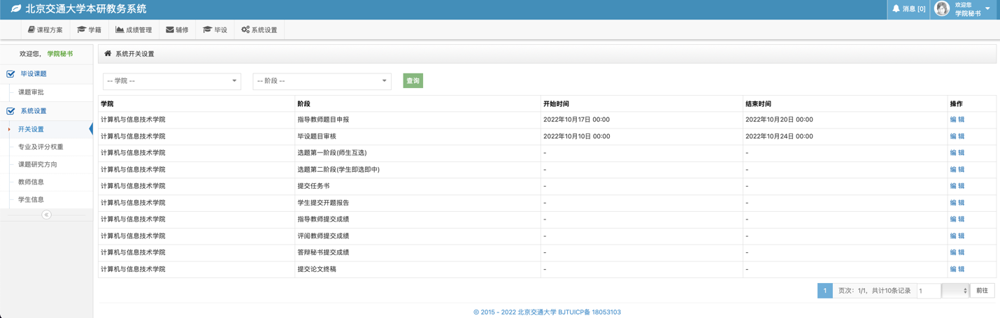 北京交通大学本研教务系统
消息 [0]
欢迎您
学院秘书
课程方案 学籍 成绩管理 辅修 毕设 系统设置
欢迎您， 学院秘书
毕设课题
课题审批
系统设置
开关设置
专业及评分权重
课题研究方向
教师信息
学生信息
系统开关设置
-- 学院 -- -- 阶段 -- 查询
学院 阶段 开始时间 结束时间 操作
计算机与信息技术学院 指导教师题目申报 2022年10月17日 00:00 2022年10月20日 00:00 编 辑
计算机与信息技术学院 毕设题目审核 2022年10月10日 00:00 2022年10月24日 00:00 编 辑
计算机与信息技术学院 选题第一阶段(师生互选) - - 编 辑
计算机与信息技术学院 选题第二阶段(学生即选即中) - - 编 辑
计算机与信息技术学院 提交任务书 - - 编 辑
计算机与信息技术学院 学生提交开题报告 - - 编 辑
计算机与信息技术学院 指导教师提交成绩 - - 编 辑
计算机与信息技术学院 评阅教师提交成绩 - - 编 辑
计算机与信息技术学院 答辩秘书提交成绩 - - 编 辑
计算机与信息技术学院 提交论文终稿 - - 编 辑
1 页次：1/1，共计10条记录 1 前往
© 2015 - 2022 北京交通大学 BJTUICP备 18053103